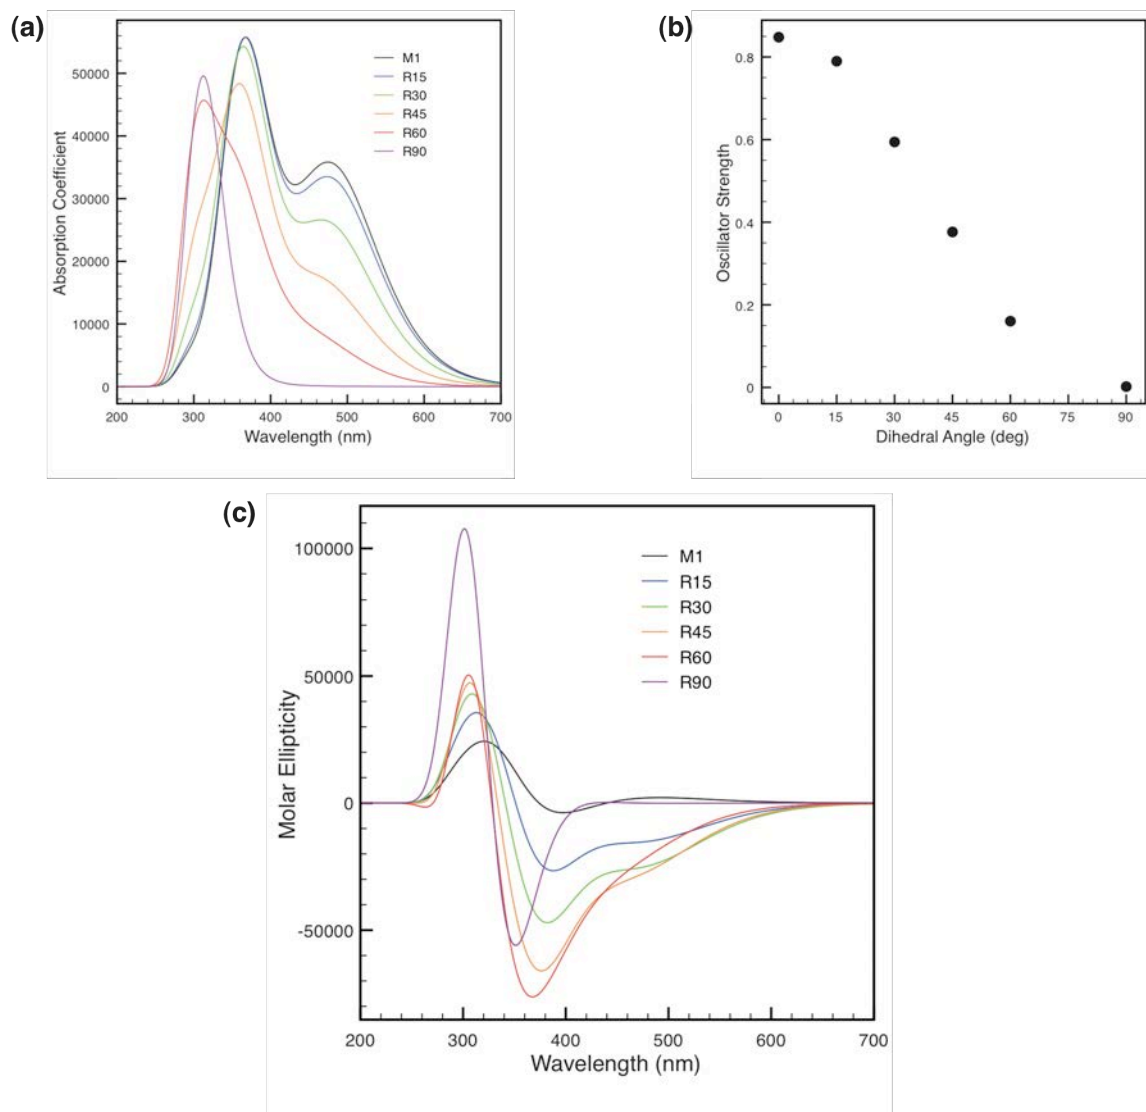 (a)
Absorption Coefficient
50000
40000
30000
20000
10000
0
M1
R15
R30
R45
R60
R90
200 300 400 500 600 700
Wavelength (nm)
(b)
Oscillator Strength
0.8
0.6
0.4
0.2
0
0 15 30 45 60 75 90
Dihedral Angle (deg)
(c)
Molar Ellipticity
100000
50000
0
-50000
M1
R15
R30
R45
R60
R90
200 300 400 500 600 700
Wavelength (nm)